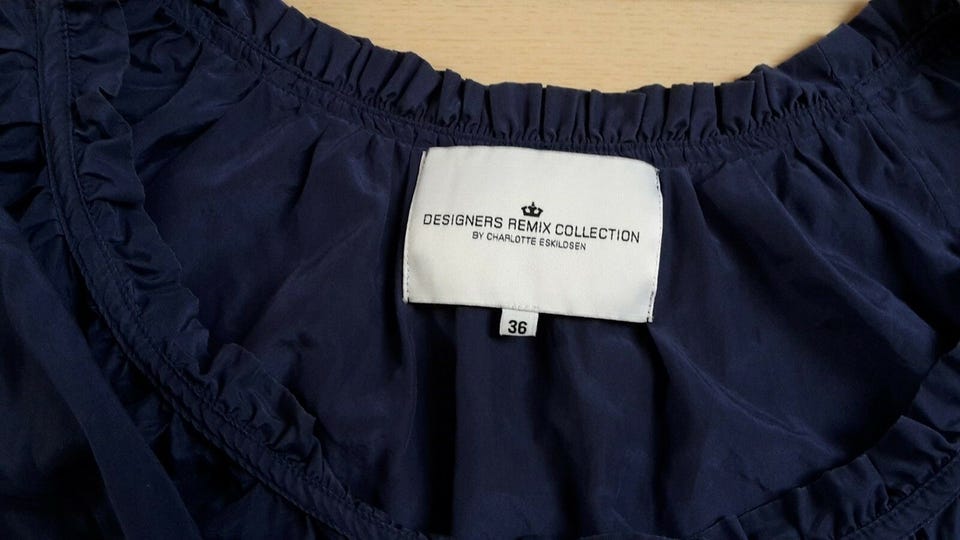 DESIGNERS REMIX COLLECTION
BY CHARLOTTE ESKILDSEN
36